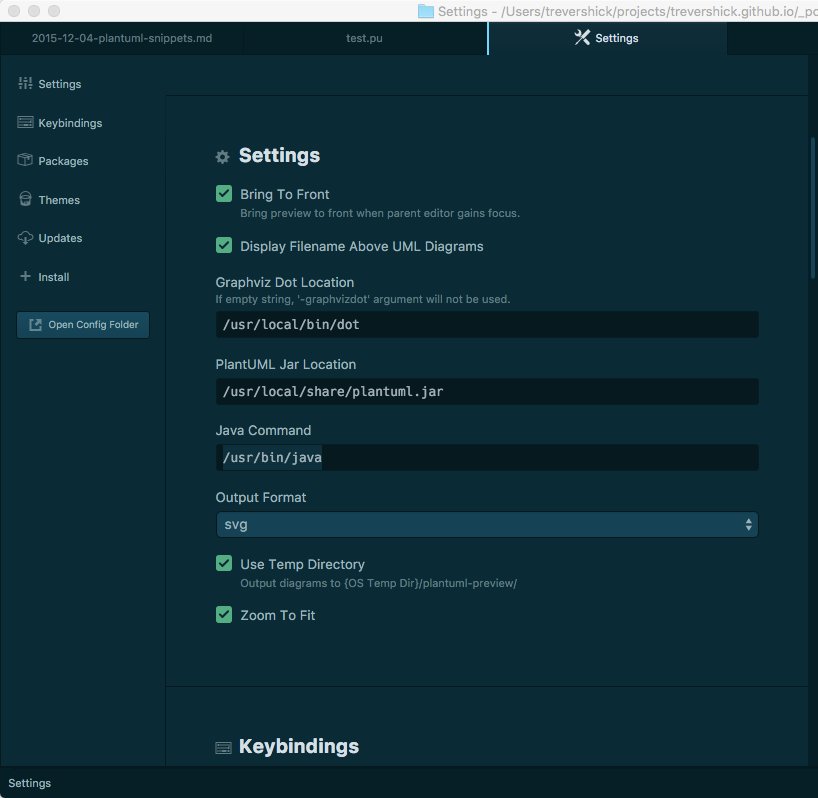 Settings - /Users/trevershick/projects/trevershick.github.io/_po
2015-12-04-plantuml-snippets.md
test.pu
Settings
Settings
Keybindings
Packages
Themes
Updates
Install
Open Config Folder
Settings
Bring To Front
Bring preview to front when parent editor gains focus.
Display Filename Above UML Diagrams
Graphviz Dot Location
If empty string, '-graphvizdot' argument will not be used.
/usr/local/bin/dot
PlantUML Jar Location
/usr/local/share/plantuml.jar
Java Command
/usr/bin/java
Output Format
svg
Use Temp Directory
Output diagrams to {OS Temp Dir}/plantuml-preview/
Zoom To Fit
Keybindings
Settings